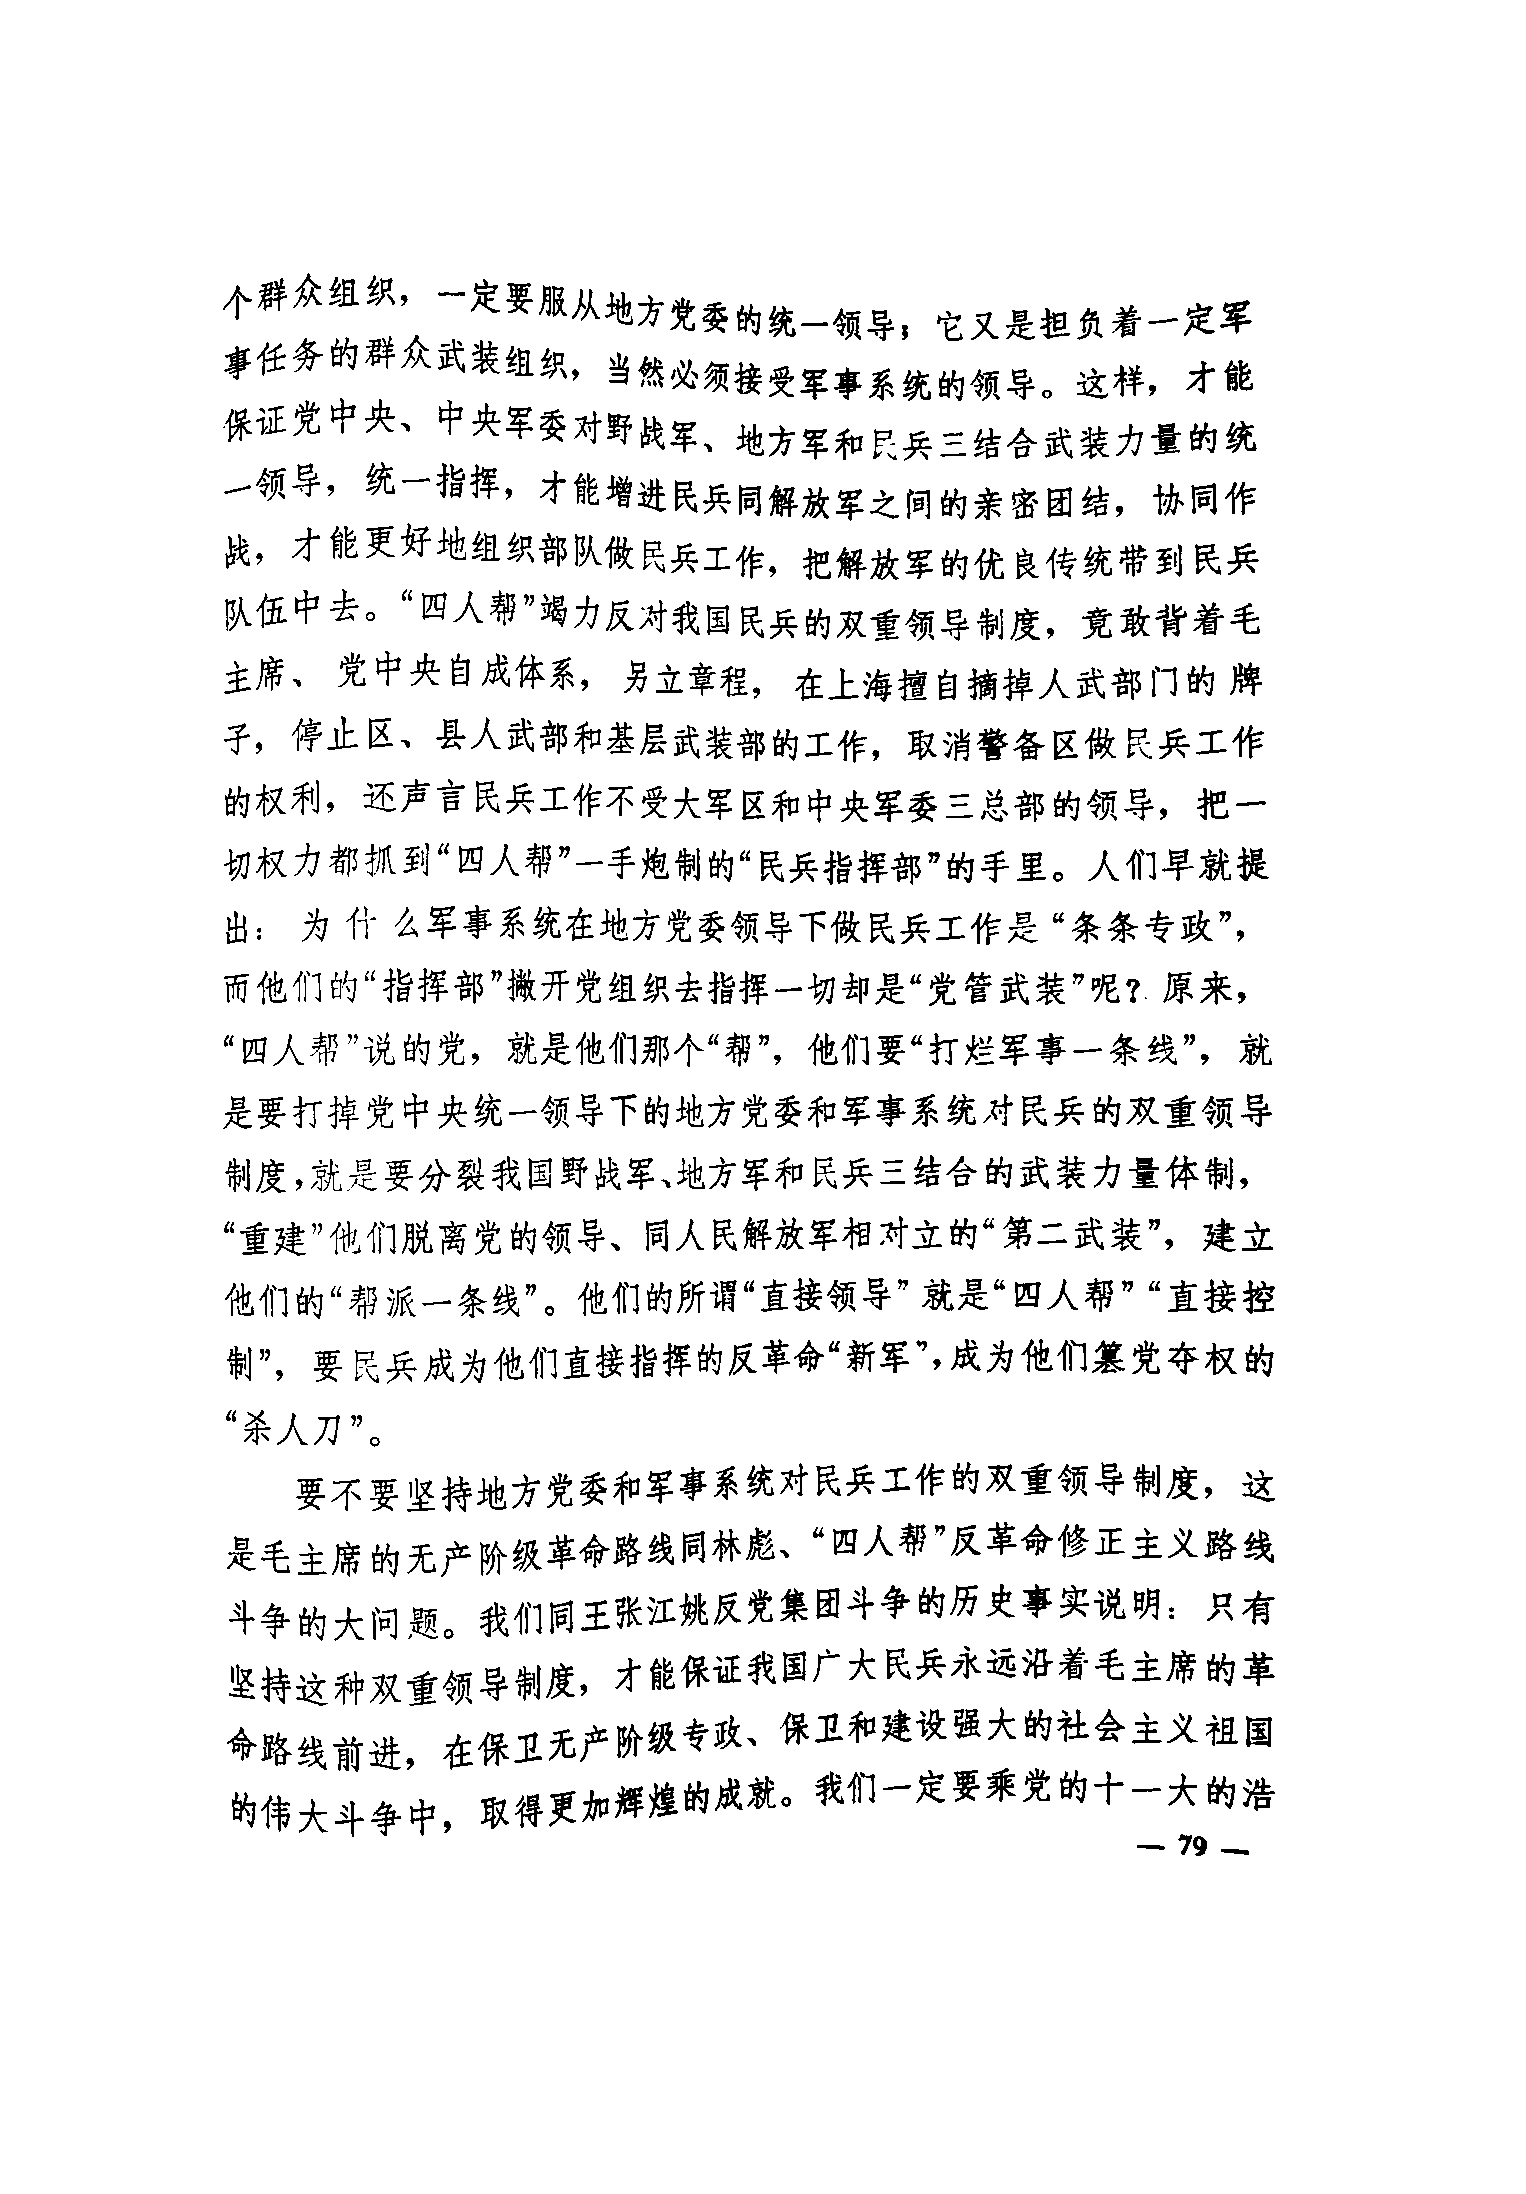 个群众组织，一定要服从地方党委的统一领导；它又是担负着一定军
事任务的群众武装组织，当然必须接受军事系统的领导。这样，才能
保证党中央、中央军委对野战军、地方军和民兵三结合武装力量的统
一领导，统一指挥，才能增进民兵同解放军之间的亲密团结，协同作
战，才能更好地组织部队做民兵工作，把解放军的优良传统带到民兵
队伍中去。“四人帮”竭力反对我国民兵的双重领导制度，竟敢背着毛
主席、党中央自成体系，另立章程，在上海擅自摘掉人武部门的牌
子，停止区、县人武部和基层武装部的工作，取消警备区做民兵工作
的权利，还声言民兵工作不受大军区和中央军委三总部的领导，把一
切权力都抓到“四人帮”一手炮制的“民兵指挥部”的手里。人们早就提
出：为什么军事系统在地方党委领导下做民兵工作是“条条专政”，
而他们的“指挥部”撇开党组织去指挥一切却是“党管武装”呢？原来，
“四人帮”说的党，就是他们那个“帮”，他们要“打烂军事一条线”，就
是要打掉党中央统一领导下的地方党委和军事系统对民兵的双重领导
制度，就是要分裂我国野战军、地方军和民兵三结合的武装力量体制，
“重建”他们脱离党的领导、同人民解放军相对立的“第二武装”，建立
他们的“帮派一条线”。他们的所谓“直接领导”就是“四人帮”“直接控
制”，要民兵成为他们直接指挥的反革命“新军”，成为他们篡党夺权的
“杀人刀”。
要不要坚持地方党委和军事系统对民兵工作的双重领导制度，这
是毛主席的无产阶级革命路线同林彪、“四人帮”反革命修正主义路线
斗争的大问题。我们同王张江姚反党集团斗争的历史事实说明：只有
坚持这种双重领导制度，才能保证我国广大民兵永远沿着毛主席的革
命路线前进，在保卫无产阶级专政、保卫和建设强大的社会主义祖国
的伟大斗争中，取得更加辉煌的成就。我们一定要乘党的十一大的浩
— 79 —